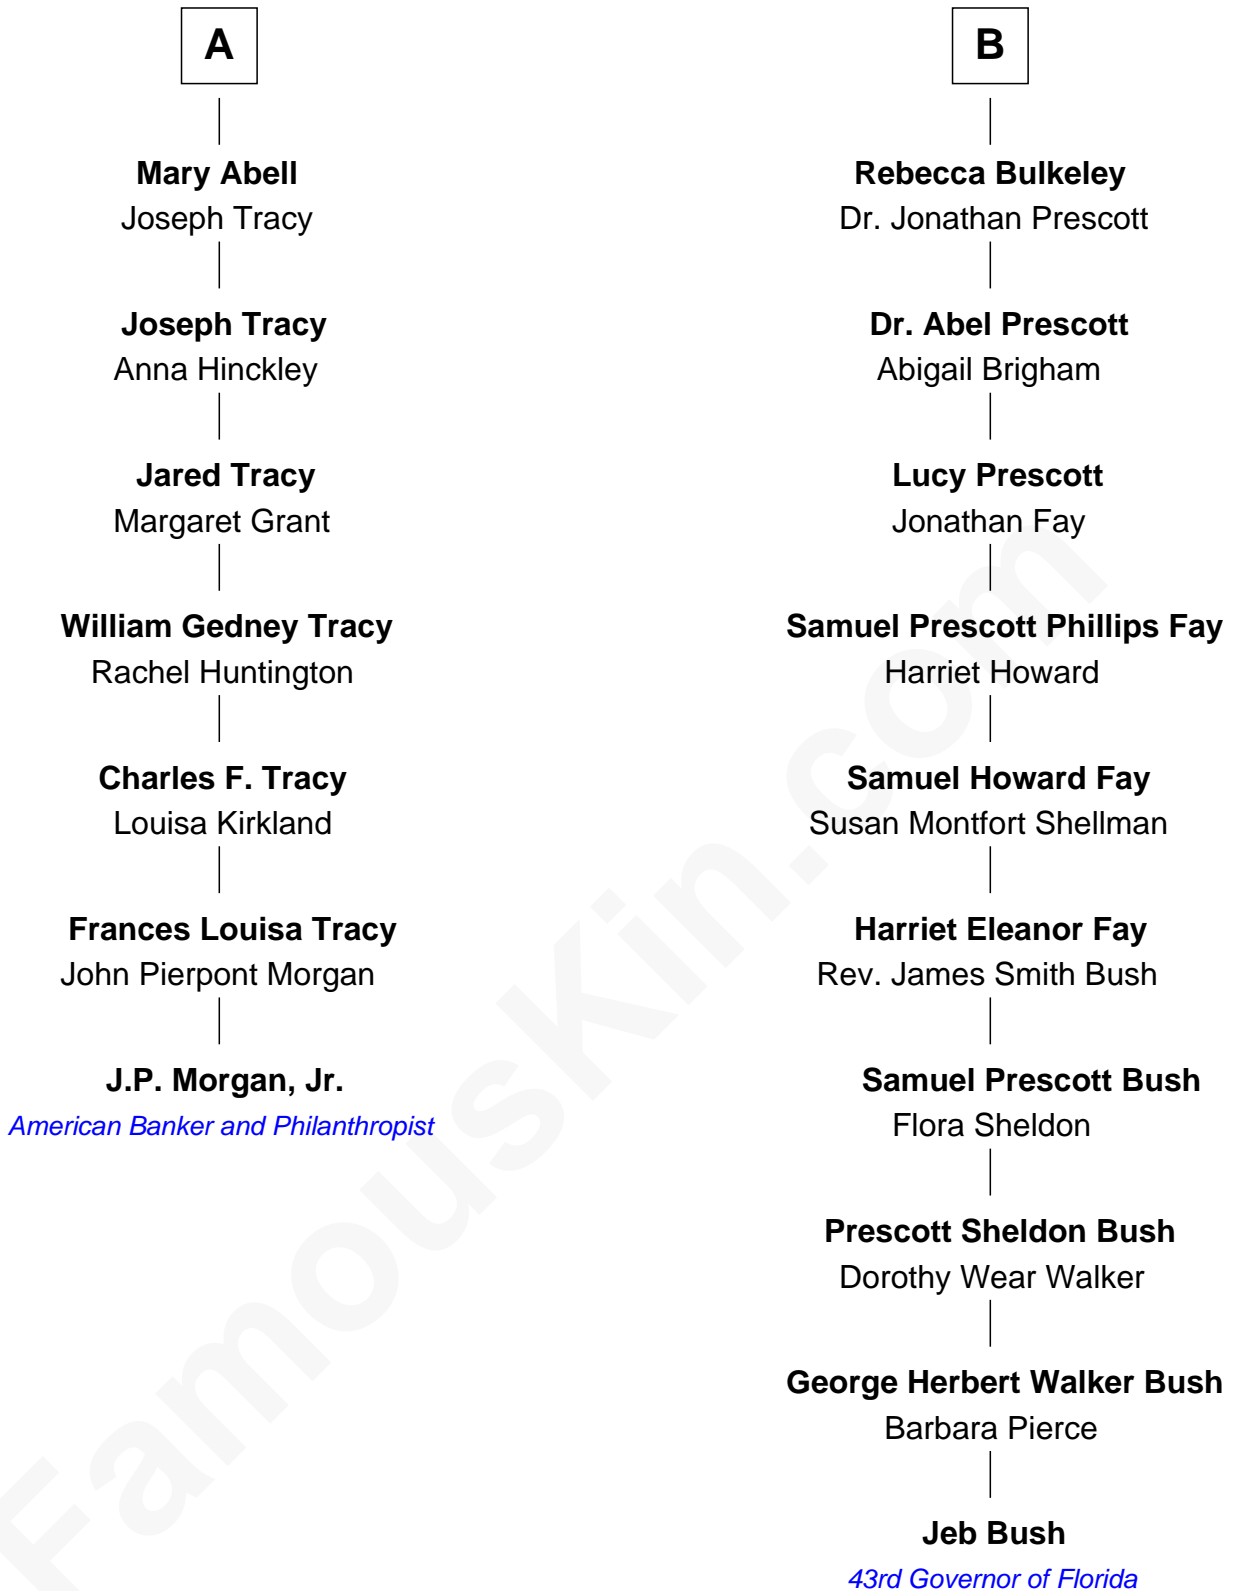 A
Mary Abell
Joseph Tracy
Joseph Tracy
Anna Hinckley
Jared Tracy
Margaret Grant
William Gedney Tracy
Rachel Huntington
Charles F. Tracy
Louisa Kirkland
Frances Louisa Tracy
John Pierpont Morgan
J.P. Morgan, Jr.
American Banker and Philanthropist
B
Rebecca Bulkeley
Dr. Jonathan Prescott
Dr. Abel Prescott
Abigail Brigham
Lucy Prescott
Jonathan Fay
Samuel Prescott Phillips Fay
Harriet Howard
Samuel Howard Fay
Susan Montfort Shellman
Harriet Eleanor Fay
Rev. James Smith Bush
Samuel Prescott Bush
Flora Sheldon
Prescott Sheldon Bush
Dorothy Wear Walker
George Herbert Walker Bush
Barbara Pierce
Jeb Bush
43rd Governor of Florida
FamousKin.com